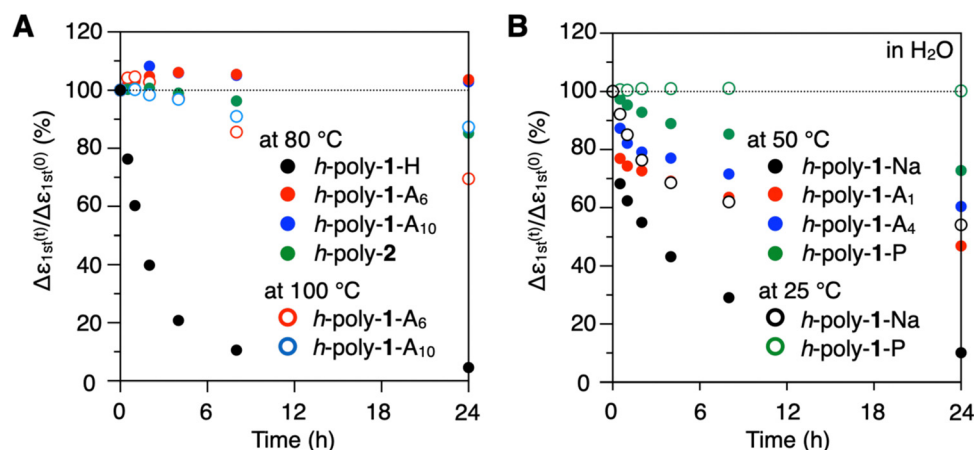 A
120
100
80
60
40
20
0
Δε1st(t)/Δε1st(0) (%)
at 80 °C
h-poly-1-H
h-poly-1-A6
h-poly-1-A10
h-poly-2
at 100 °C
h-poly-1-A6
h-poly-1-A10
0 6 12 18 24
Time (h)
B
120
100
80
60
40
20
0
Δε1st(t)/Δε1st(0) (%)
in H2O
at 50 °C
h-poly-1-Na
h-poly-1-A1
h-poly-1-A4
h-poly-1-P
at 25 °C
h-poly-1-Na
h-poly-1-P
0 6 12 18 24
Time (h)